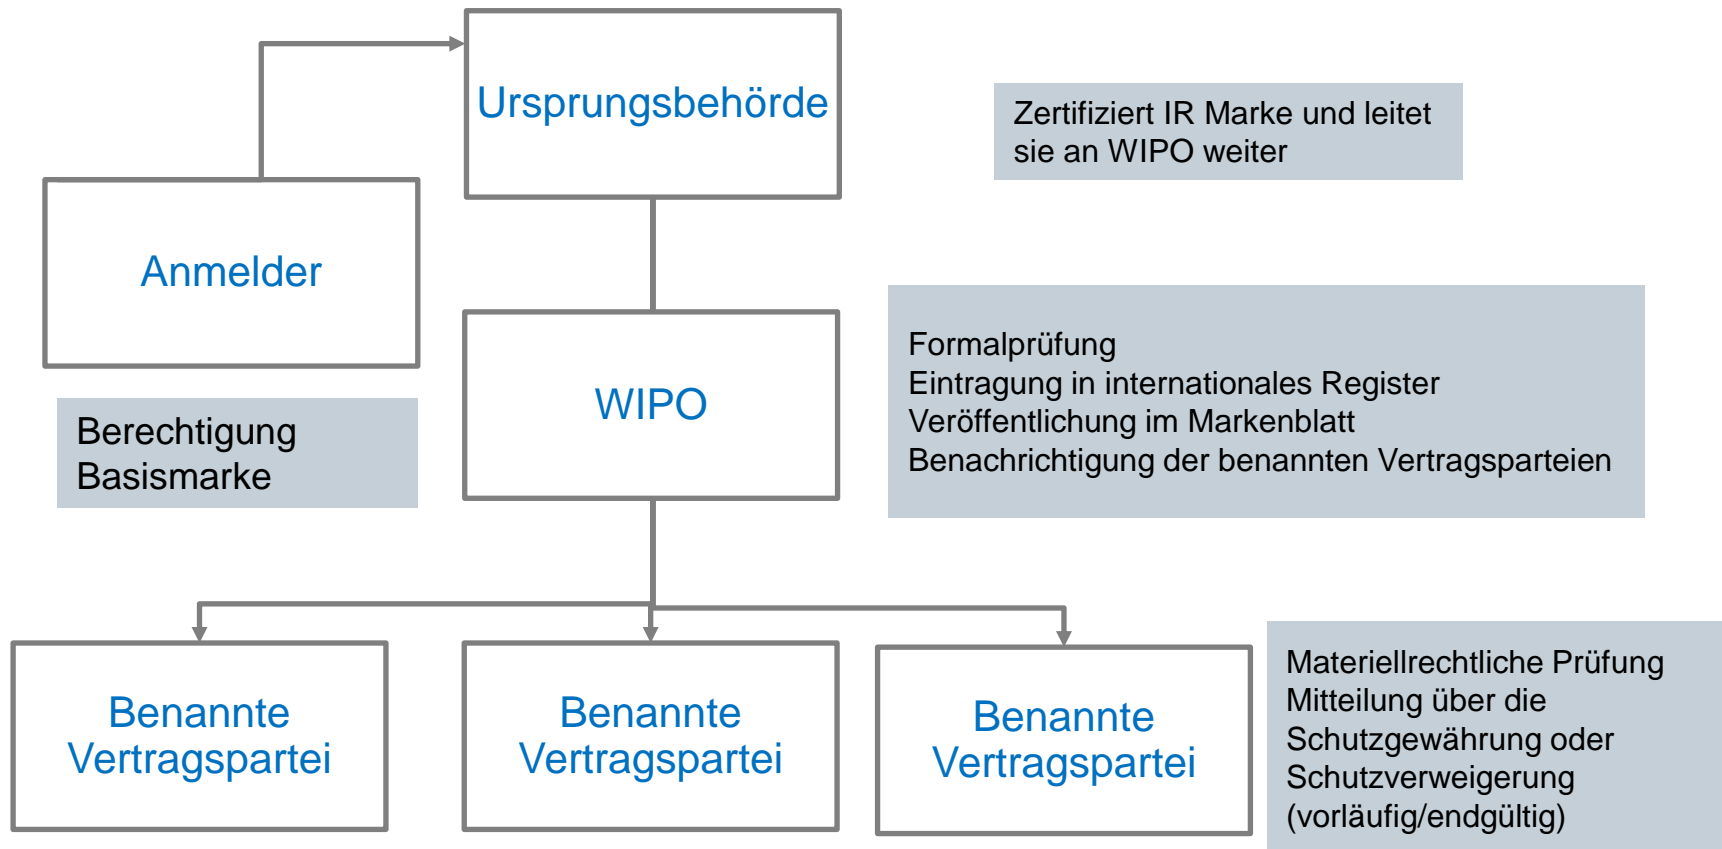 Ursprungsbehörde
Zertifiziert IR Marke und leitet
sie an WIPO weiter
Anmelder
Berechtigung
Basismarke
WIPO
Formalprüfung
Eintragung in internationales Register
Veröffentlichung im Markenblatt
Benachrichtigung der benannten Vertragsparteien
Benannte
Vertragspartei
Benannte
Vertragspartei
Benannte
Vertragspartei
Materiellrechtliche Prüfung
Mitteilung über die
Schutzgewährung oder
Schutzverweigerung
(vorläufig/endgültig)